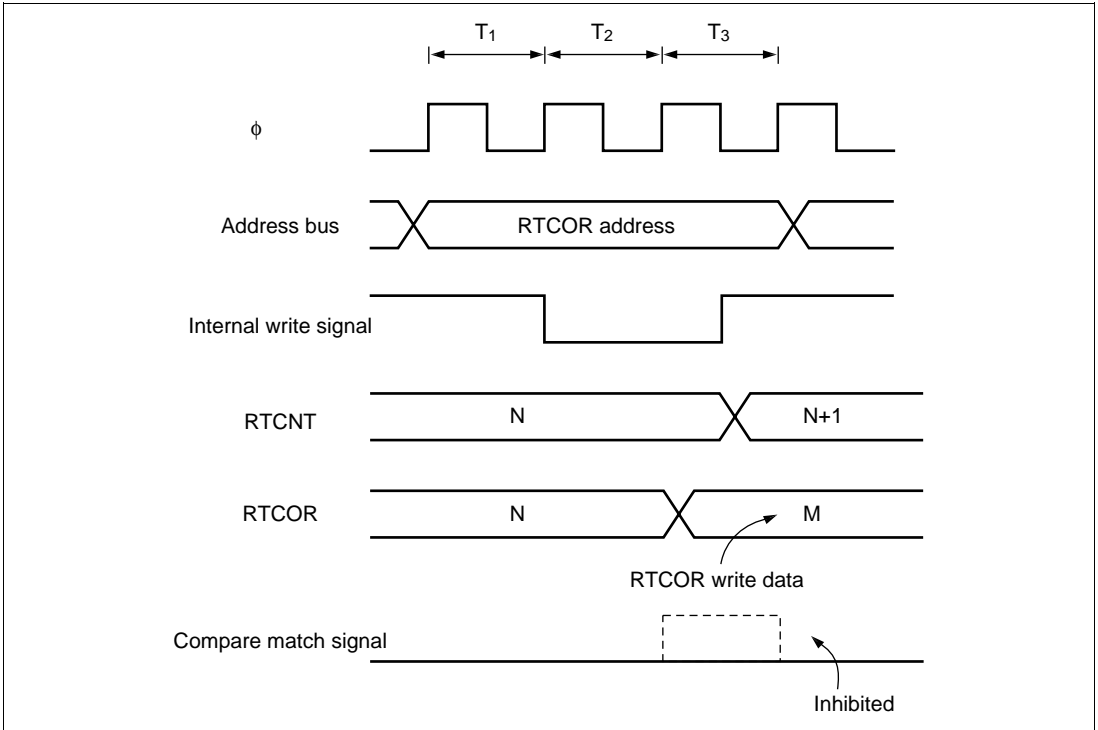 T1 T2 T3
ϕ
Address bus RTCOR address
Internal write signal
RTCNT N N+1
RTCOR N M
RTCOR write data
Compare match signal
Inhibited